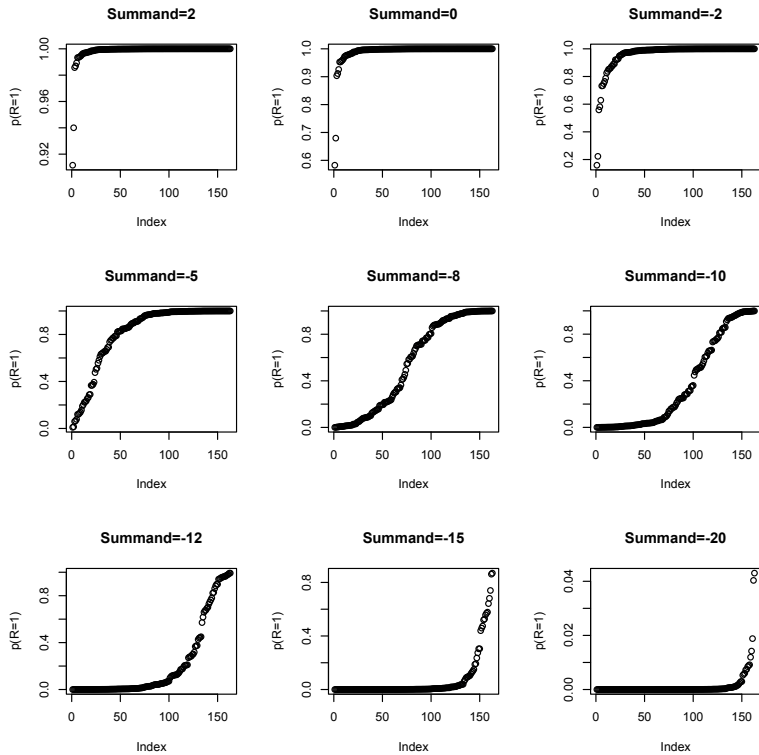 Summand=2
Summand=0
Summand=-2
p(R=1)
0.92
0.96
1.00
0
50
100
150
Index
p(R=1)
0.6
0.7
0.8
0.9
1.0
0
50
100
150
Index
p(R=1)
0.2
0.4
0.6
0.8
1.0
0
50
100
150
Index
Summand=-5
Summand=-8
Summand=-10
p(R=1)
0.0
0.4
0.8
0
50
100
150
Index
p(R=1)
0.0
0.4
0.8
0
50
100
150
Index
p(R=1)
0.0
0.4
0.8
0
50
100
150
Index
Summand=-12
Summand=-15
Summand=-20
p(R=1)
0.0
0.4
0.8
0
50
100
150
Index
p(R=1)
0.0
0.4
0.8
0
50
100
150
Index
p(R=1)
0.00
0.02
0.04
0
50
100
150
Index